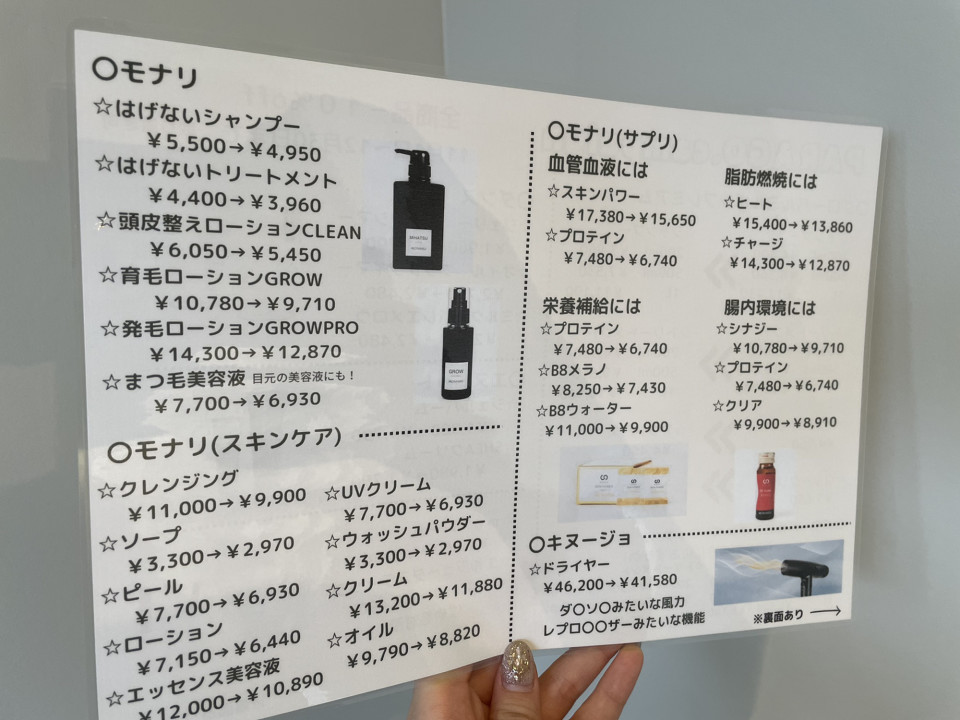 〇モナリ
☆はげないシャンプー
￥5,500→￥4,950
☆はげないトリートメント
￥4,400→￥3,960
☆頭皮整えローションCLEAN
￥6,050→￥5,450
☆育毛ローションGROW
￥10,780→￥9,710
☆発毛ローションGROWPRO
￥14,300→￥12,870
☆まつ毛美容液 目元の美容液にも！
￥7,700→￥6,930
〇モナリ(スキンケア)
☆クレンジング
￥11,000→￥9,900
☆ソープ
￥3,300→￥2,970
☆ピール
￥7,700→￥6,930
☆ローション
￥7,150→￥6,440
☆エッセンス美容液
￥12,000→￥10,890
☆UVクリーム
￥7,700→￥6,930
☆ウォッシュパウダー
￥3,300→￥2,970
☆クリーム
￥13,200→￥11,880
☆オイル
￥9,790→￥8,820
GROW
〇モナリ(サプリ)
血管血液には
☆スキンパワー
￥17,380→￥15,650
☆プロテイン
￥7,480→￥6,740
脂肪燃焼には
☆ヒート
￥15,400→￥13,860
☆チャージ
￥14,300→￥12,870
栄養補給には
☆プロテイン
￥7,480→￥6,740
☆B8メラノ
￥8,250→￥7,430
☆B8ウォーター
￥11,000→￥9,900
腸内環境には
☆シナジー
￥10,780→￥9,710
☆プロテイン
￥7,480→￥6,740
☆クリア
￥9,900→￥8,910
〇キヌージョ
☆ドライヤー
￥46,200→￥41,580
ダ〇ソ〇みたいな風力
レプロ〇〇ザーみたいな機能
※裏面あり→